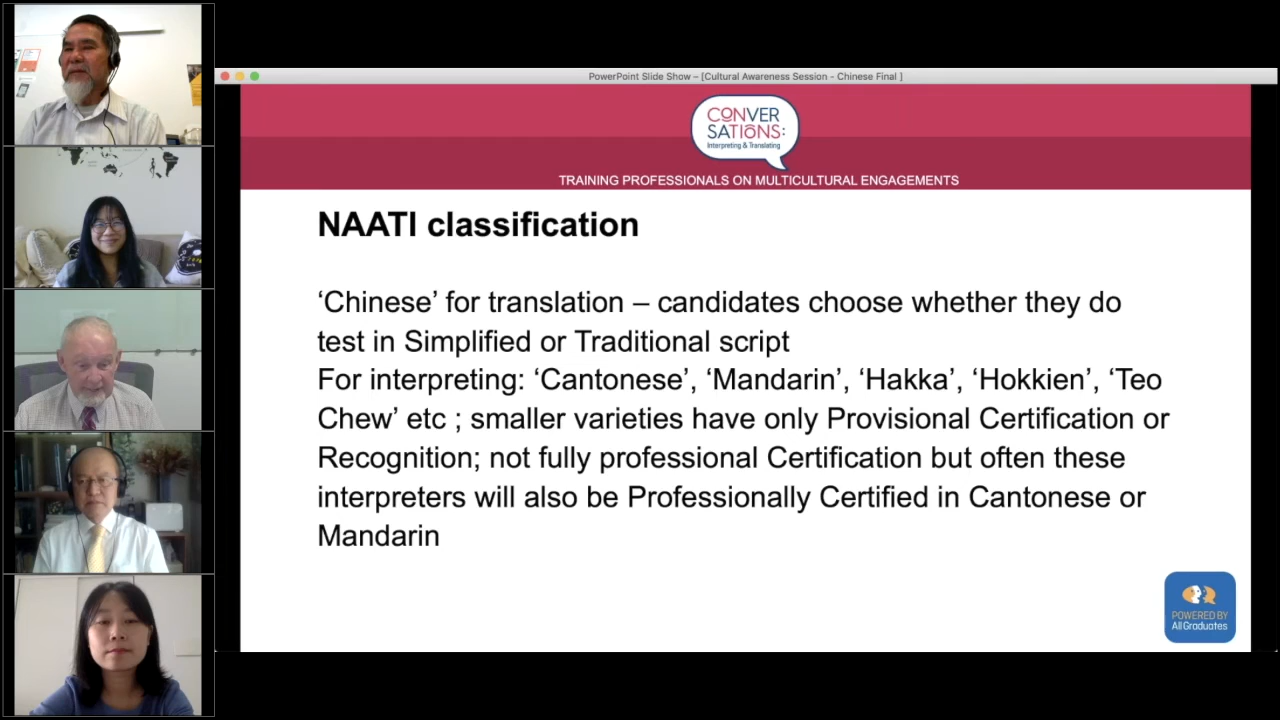 PowerPoint Slide Show – [Cultural Awareness Session - Chinese Final ]
CONVER
SATIONS:
Interpreting & Translating
TRAINING PROFESSIONALS ON MULTICULTURAL ENGAGEMENTS
NAATI classification
‘Chinese’ for translation – candidates choose whether they do
test in Simplified or Traditional script
For interpreting: ‘Cantonese’, ‘Mandarin’, ‘Hakka’, ‘Hokkien’, ‘Teo
Chew’ etc ; smaller varieties have only Provisional Certification or
Recognition; not fully professional Certification but often these
interpreters will also be Professionally Certified in Cantonese or
Mandarin
POWERED BY
All Graduates